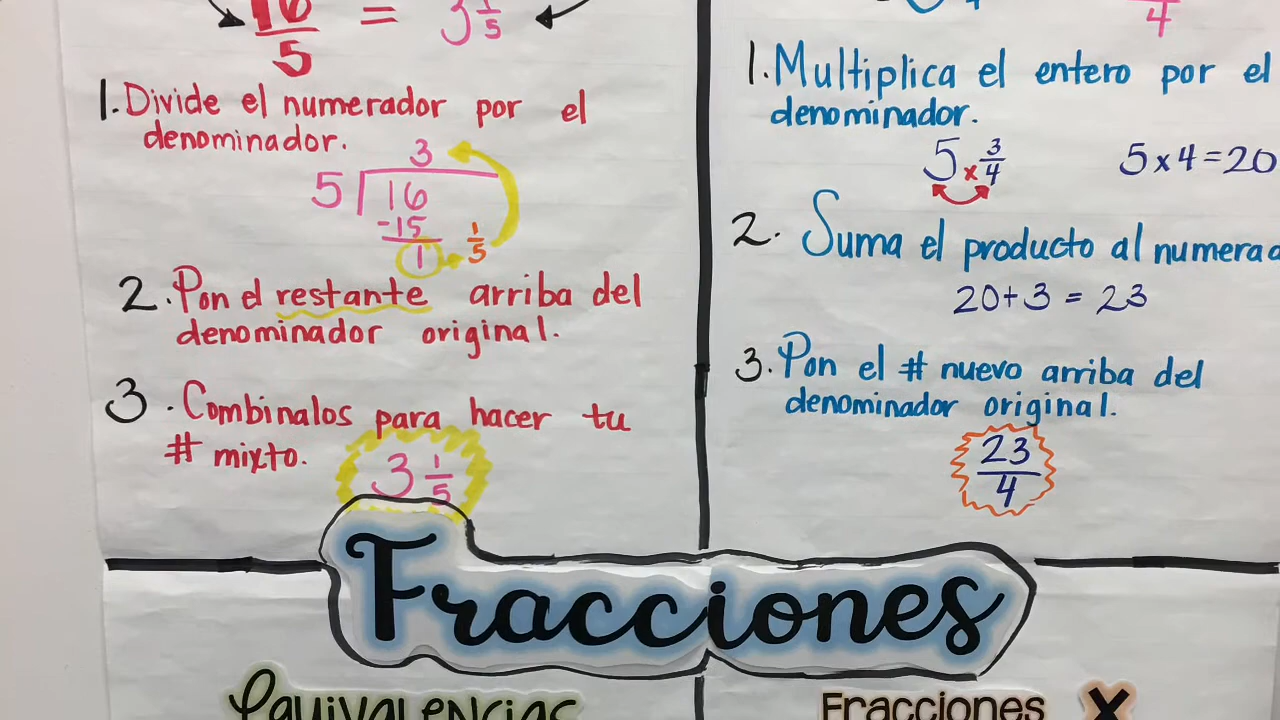 16/5 = 3 1/5
1. Divide el numerador por el
denominador.
3
5 16
-15
1 1/5
2. Pon el restante arriba del
denominador original.
3. Combinalos para hacer tu
# mixto.
3 1/5
4
1. Multiplica el entero por el
denominador.
5 x 3/4 5x4=20
2. Suma el producto al numerad
20+3 = 23
3. Pon el # nuevo arriba del
denominador original.
23/4
Fracciones
Equivalencias
Fracciones X